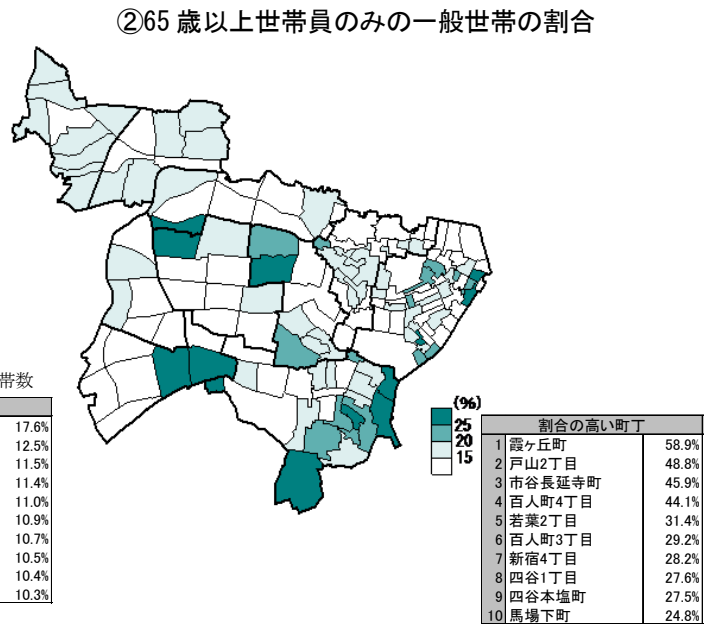 ②65 歳以上世帯員のみの一般世帯の割合
帯数
17.6%
12.5%
11.5%
11.4%
11.0%
10.9%
10.7%
10.5%
10.4%
10.3%
(%)
25
20
15
割合の高い町丁
1 霞ヶ丘町 58.9%
2 戸山2丁目 48.8%
3 市谷長延寺町 45.9%
4 百人町4丁目 44.1%
5 若葉2丁目 31.4%
6 百人町3丁目 29.2%
7 新宿4丁目 28.2%
8 四谷1丁目 27.6%
9 四谷本塩町 27.5%
10 馬場下町 24.8%